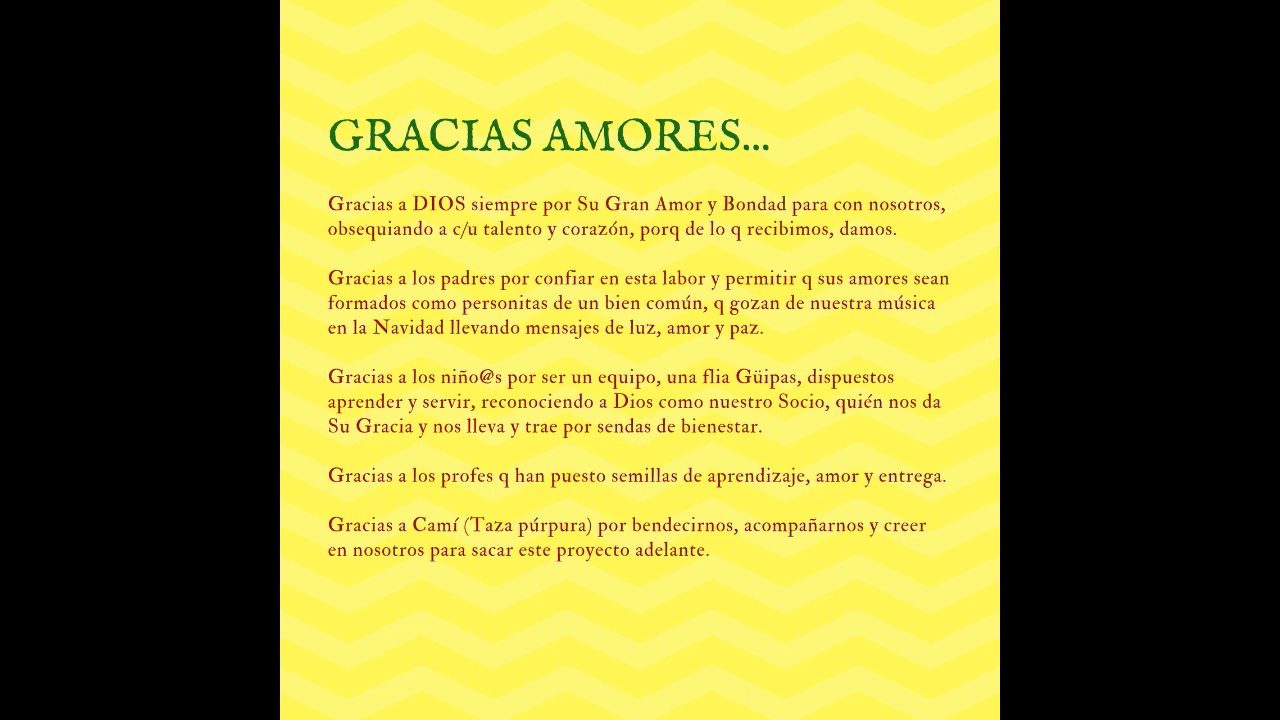 GRACIAS AMORES...
Gracias a DIOS siempre por Su Gran Amor y Bondad para con nosotros,
obsequiando a c/u talento y corazón, porq de lo q recibimos, damos.
Gracias a los padres por confiar en esta labor y permitir q sus amores sean
formados como personitas de un bien común, q gozan de nuestra música
en la Navidad llevando mensajes de luz, amor y paz.
Gracias a los niño@s por ser un equipo, una flia Güipas, dispuestos
aprender y servir, reconociendo a Dios como nuestro Socio, quién nos da
Su Gracia y nos lleva y trae por sendas de bienestar.
Gracias a los profes q han puesto semillas de aprendizaje, amor y entrega.
Gracias a Camí (Taza púrpura) por bendecirnos, acompañarnos y creer
en nosotros para sacar este proyecto adelante.